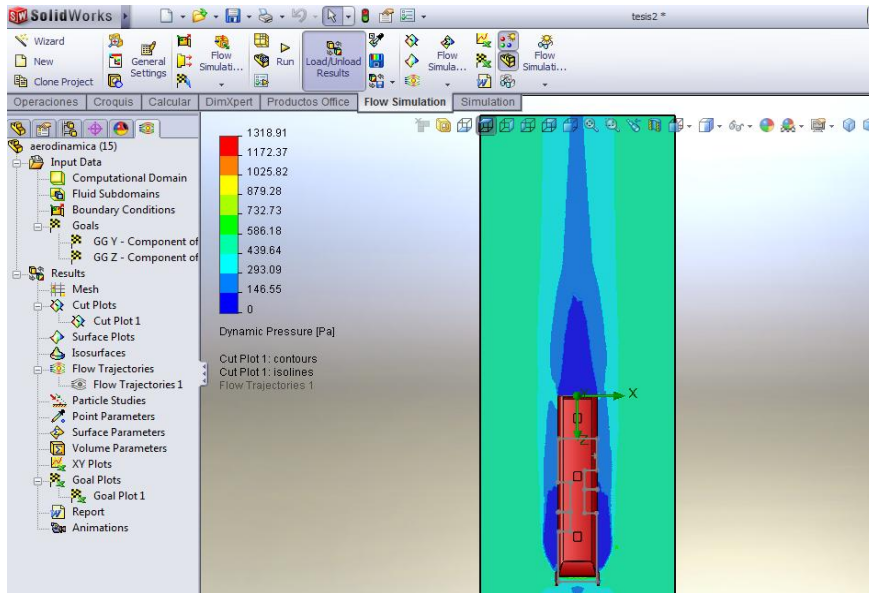 SolidWorks
tesis2 *
Wizard
New
Clone Project
General Settings
Flow Simulati...
Run
Load/Unload Results
Flow Simula...
Flow Simulati...
Operaciones
Croquis
Calcular
DimXpert
Productos Office
Flow Simulation
Simulation
aerodinamica (15)
Input Data
Computational Domain
Fluid Subdomains
Boundary Conditions
Goals
GG Y - Component of
GG Z - Component of
Results
Mesh
Cut Plots
Cut Plot 1
Surface Plots
Isosurfaces
Flow Trajectories
Flow Trajectories 1
Particle Studies
Point Parameters
Surface Parameters
Volume Parameters
XY Plots
Goal Plots
Goal Plot 1
Report
Animations
1318.91
1172.37
1025.82
879.28
732.73
586.18
439.64
293.09
146.55
0
Dynamic Pressure [Pa]
Cut Plot 1: contours
Cut Plot 1: isolines
Flow Trajectories 1
X
Z